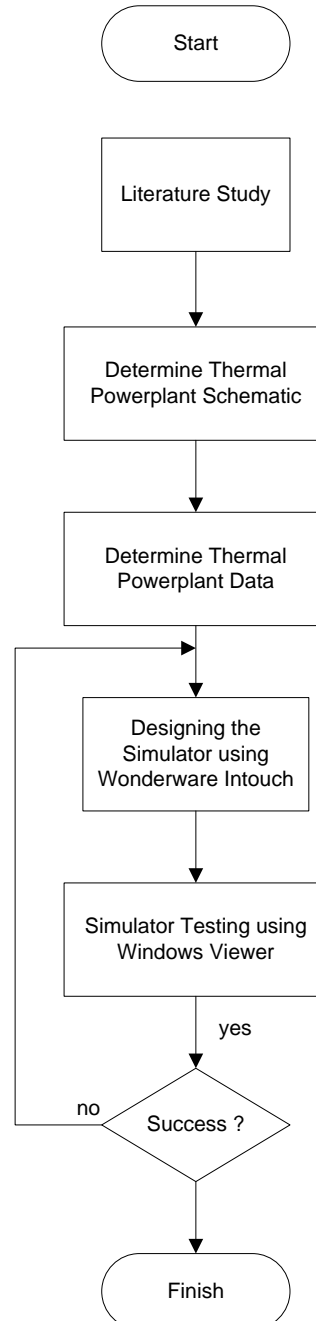 Start
Literature Study
Determine Thermal
Powerplant Schematic
Determine Thermal
Powerplant Data
Designing the
Simulator using
Wonderware Intouch
Simulator Testing using
Windows Viewer
yes
no
Success ?
Finish